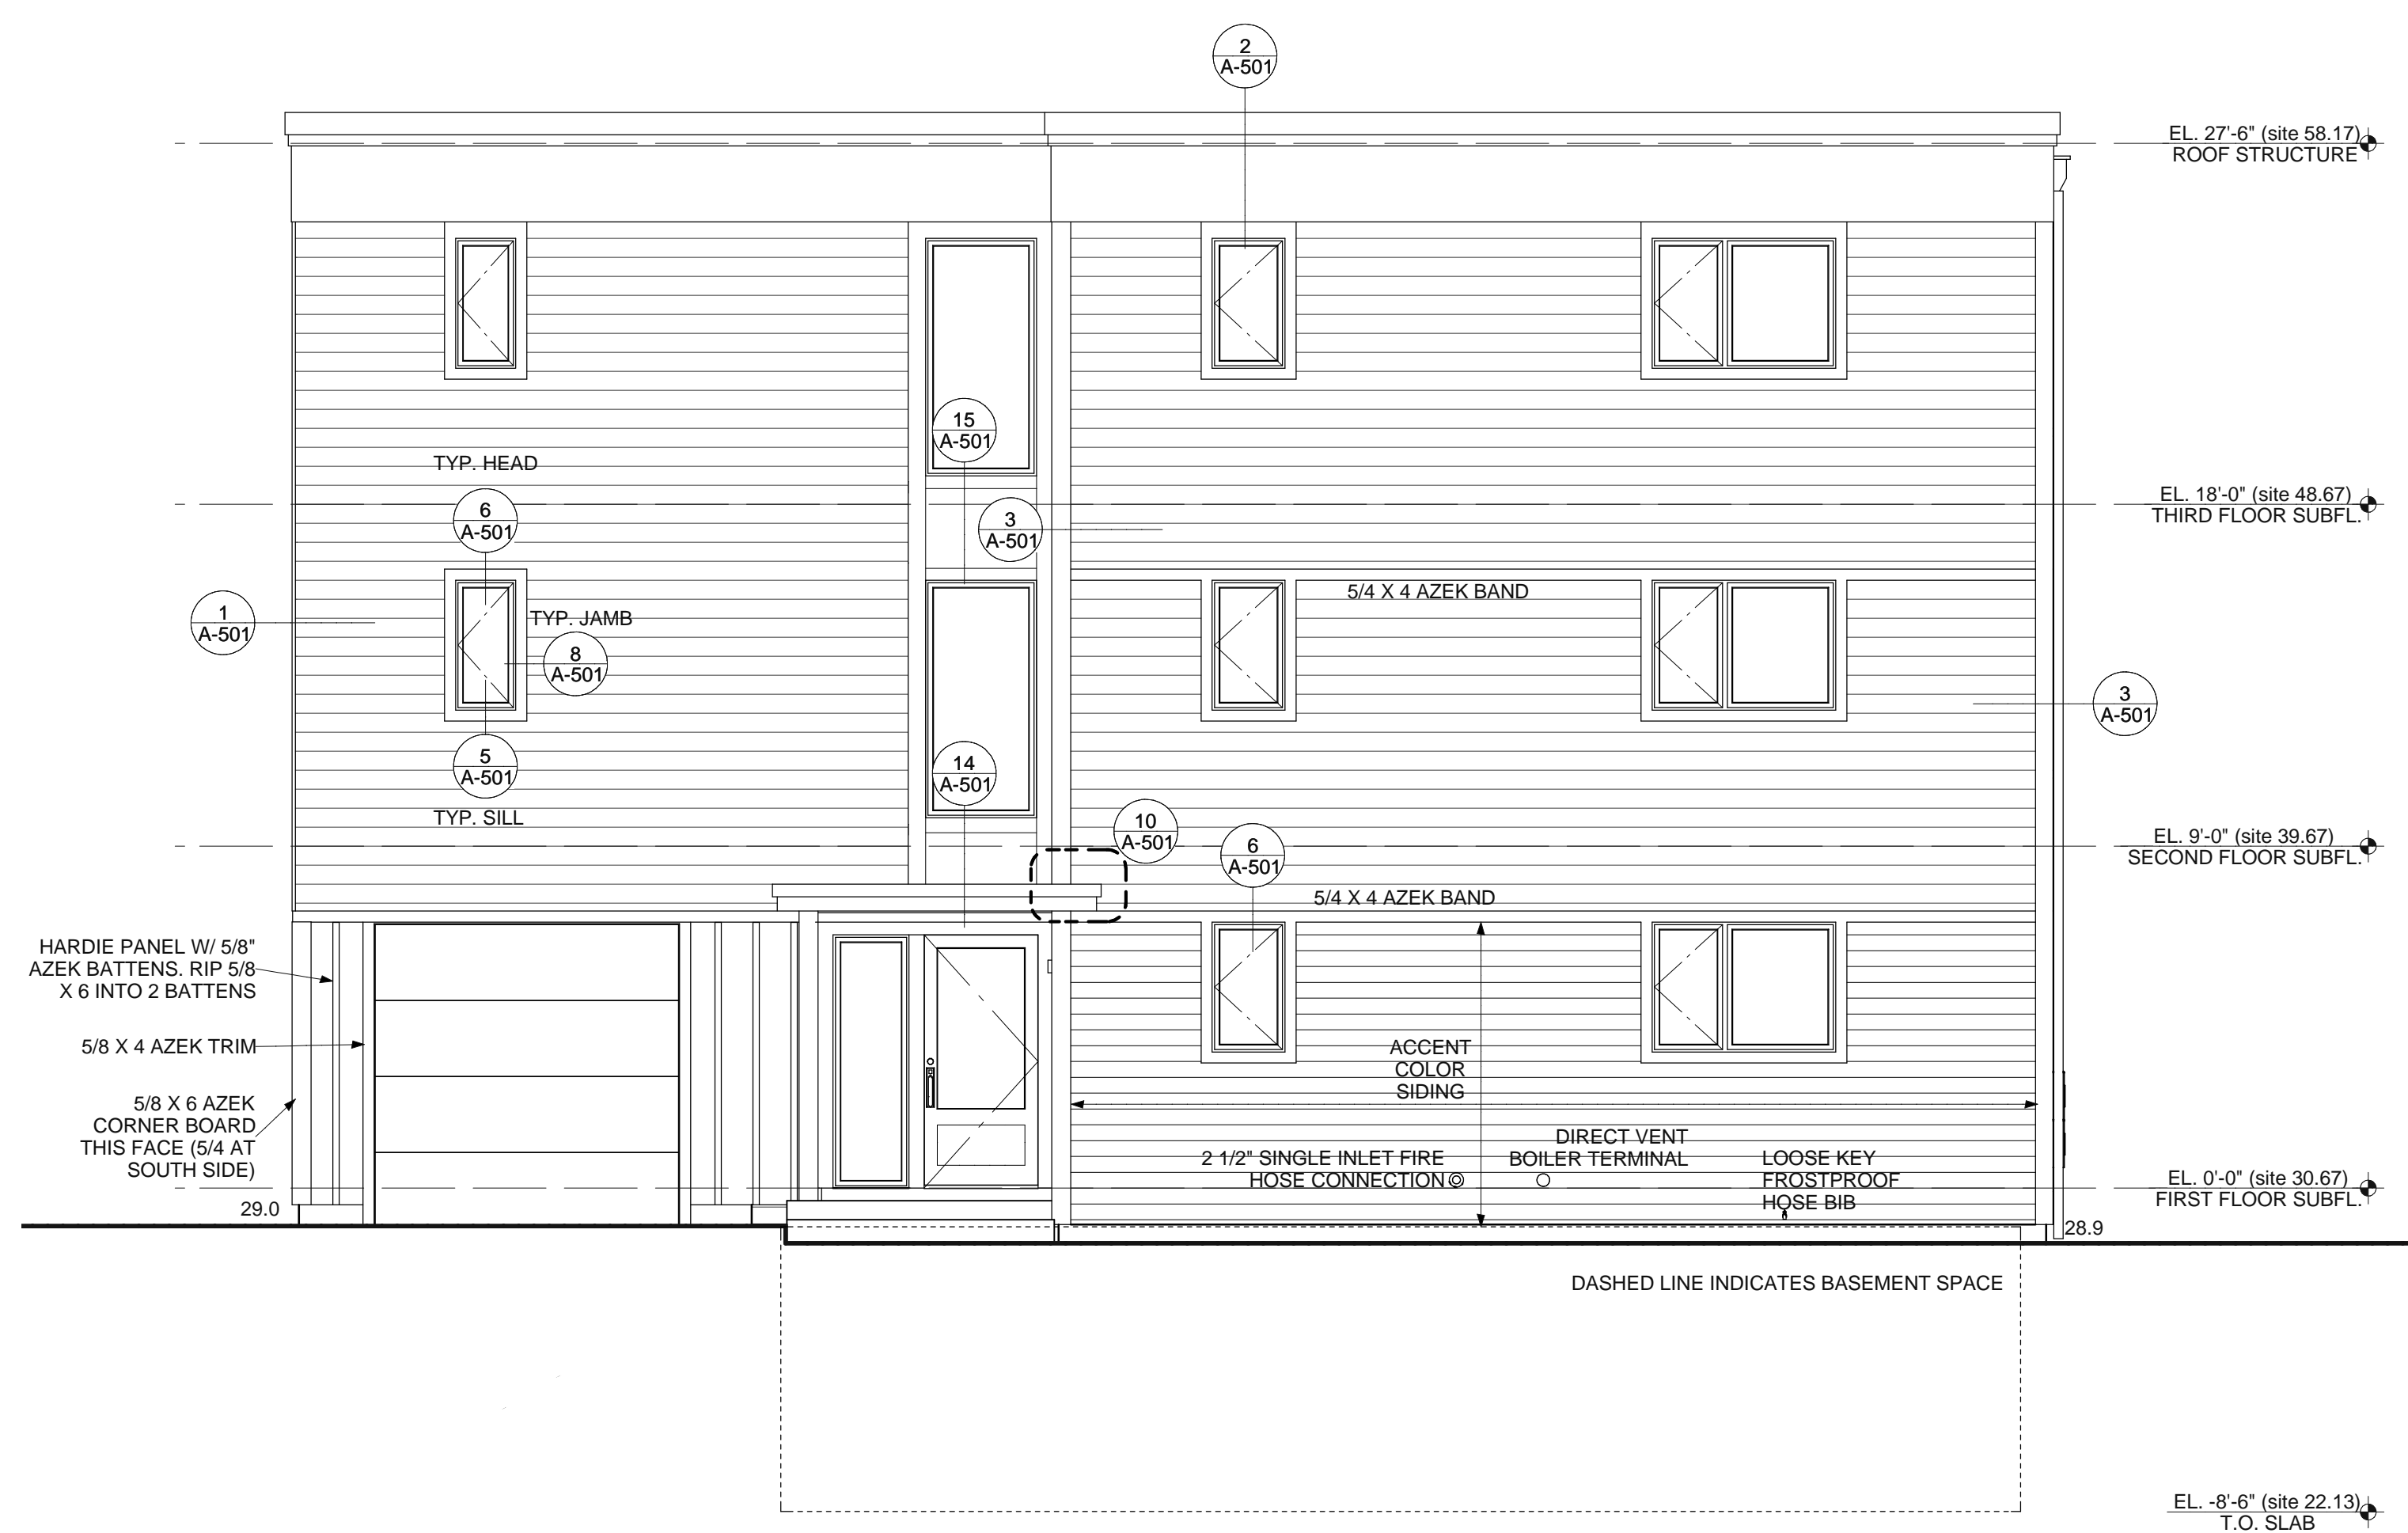 2
A-501
EL. 27'-6" (site 58.17)
ROOF STRUCTURE
15
A-501
TYP. HEAD
6
A-501
3
A-501
EL. 18'-0" (site 48.67)
THIRD FLOOR SUBFL.
5/4 X 4 AZEK BAND
1
A-501
TYP. JAMB
8
A-501
3
A-501
5
A-501
14
A-501
TYP. SILL
10
A-501
6
A-501
EL. 9'-0" (site 39.67)
SECOND FLOOR SUBFL.
5/4 X 4 AZEK BAND
HARDIE PANEL W/ 5/8"
AZEK BATTENS. RIP 5/8
X 6 INTO 2 BATTENS
5/8 X 4 AZEK TRIM
ACCENT
COLOR
SIDING
5/8 X 6 AZEK
CORNER BOARD
THIS FACE (5/4 AT
SOUTH SIDE)
2 1/2" SINGLE INLET FIRE
HOSE CONNECTION
DIRECT VENT
BOILER TERMINAL
LOOSE KEY
FROSTPROOF
HOSE BIB
EL. 0'-0" (site 30.67)
FIRST FLOOR SUBFL.
29.0
28.9
DASHED LINE INDICATES BASEMENT SPACE
EL. -8'-6" (site 22.13)
T.O. SLAB